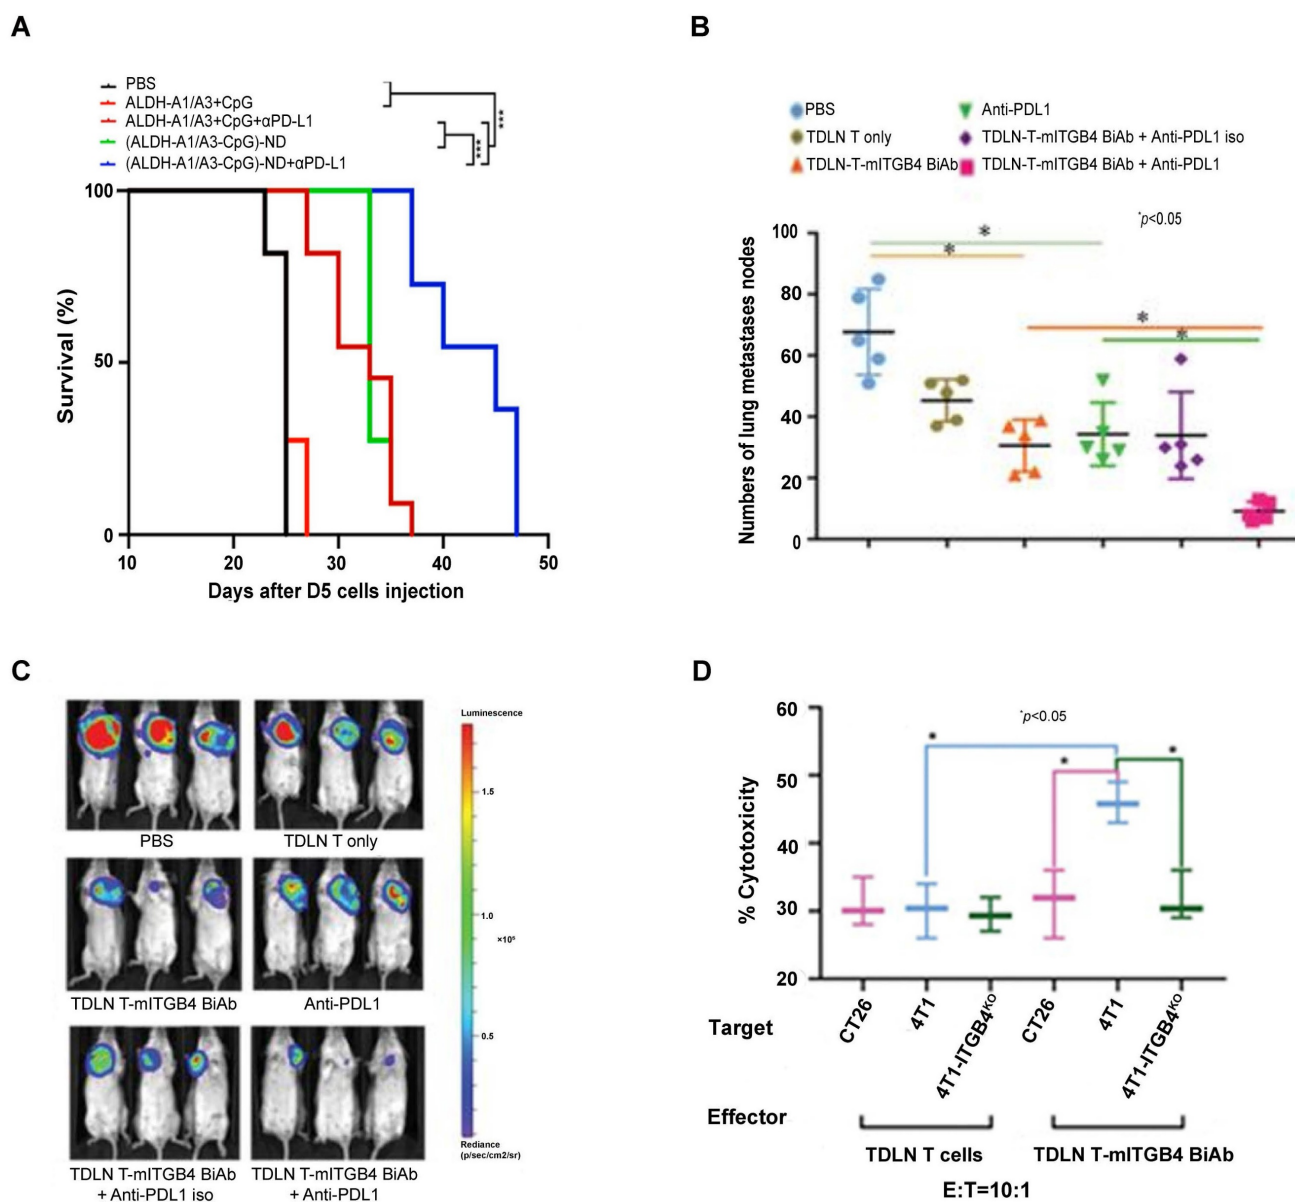 A
PBS
ALDH-A1/A3+CpG
ALDH-A1/A3+CpG+αPD-L1
(ALDH-A1/A3-CpG)-ND
(ALDH-A1/A3-CpG)-ND+αPD-L1
***
***
Survival (%)
100
50
0
10 20 30 40 50
Days after D5 cells injection
B
PBS
TDLN T only
TDLN-T-mITGB4 BiAb
Anti-PDL1
TDLN-T-mITGB4 BiAb + Anti-PDL1 iso
TDLN-T-mITGB4 BiAb + Anti-PDL1
*p<0.05
* *
* *
Numbers of lung metastases nodes
100
80
60
40
20
0
C
PBS
TDLN T only
TDLN T-mITGB4 BiAb
Anti-PDL1
TDLN T-mITGB4 BiAb
+ Anti-PDL1 iso
TDLN T-mITGB4 BiAb
+ Anti-PDL1
Luminescence
1.5
1.0
×10⁵
0.5
Radiance
(p/sec/cm2/sr)
D
*p<0.05
* * *
% Cytotoxicity
60
50
40
30
20
Target
CT26
4T1
4T1-ITGB4ᴷᴼ
CT26
4T1
4T1-ITGB4ᴷᴼ
Effector
TDLN T cells
TDLN T-mITGB4 BiAb
E:T=10:1